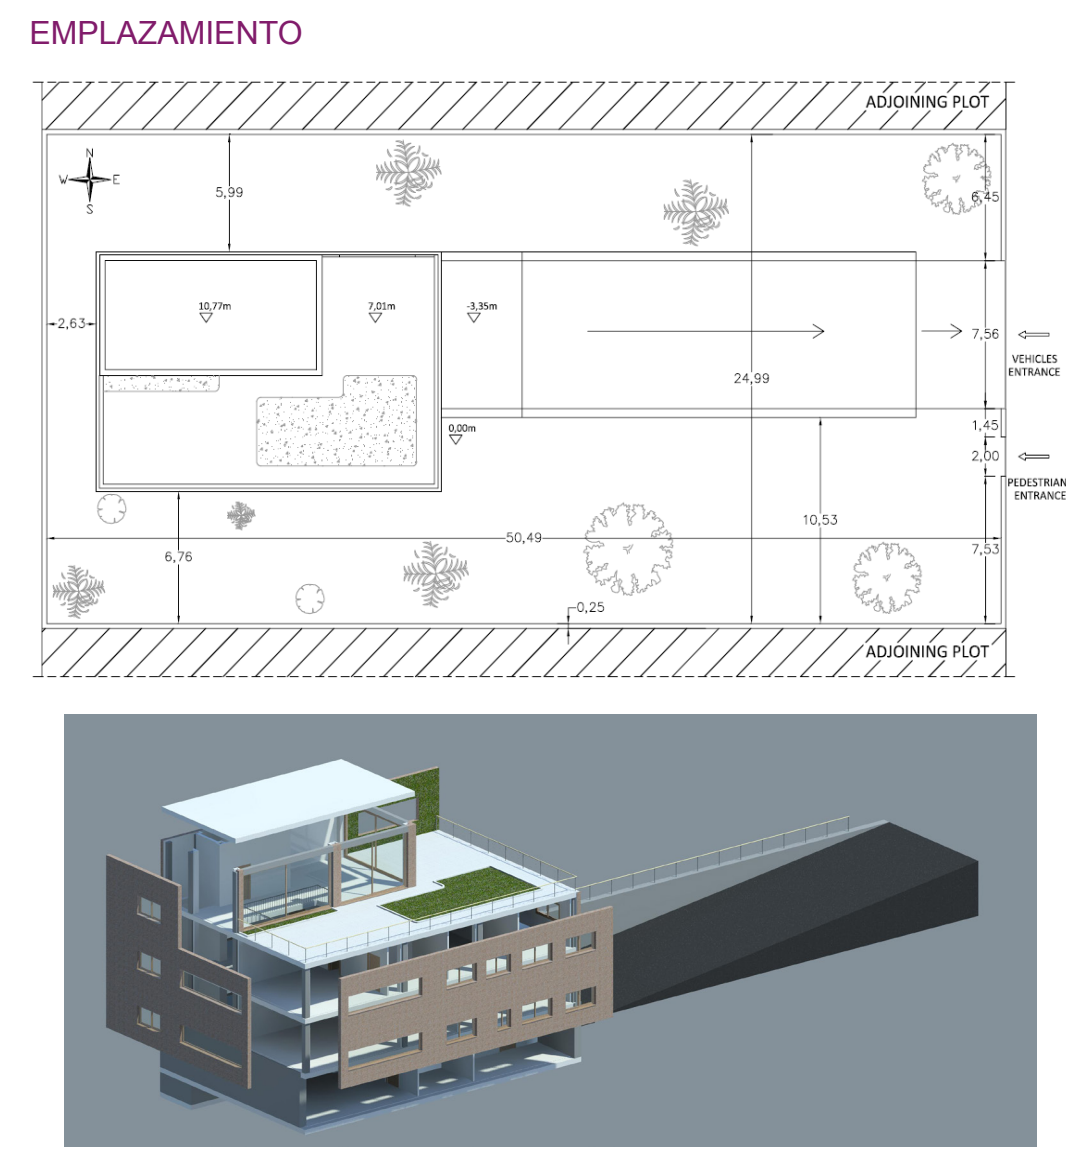 EMPLAZAMIENTO
ADJOINING PLOT
N
W E
S
5,99
6,45
10,77m
7,01m
-3,35m
2,63
7,56
VEHICLES
ENTRANCE
24,99
0,00m
1,45
2,00
PEDESTRIAN
ENTRANCE
10,53
50,49
7,53
6,76
0,25
ADJOINING PLOT